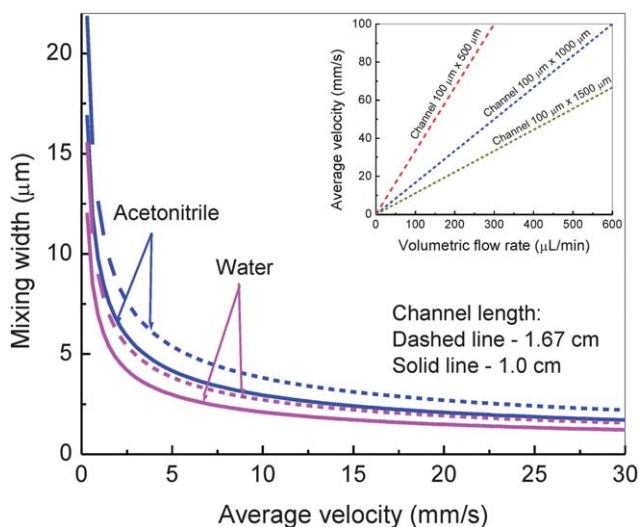 20
15
10
5
0
Mixing width (μm)
0
5
10
15
20
25
30
Average velocity (mm/s)
Acetonitrile
Water
Channel length:
Dashed line - 1.67 cm
Solid line - 1.0 cm
100
80
60
40
20
0
Average velocity (mm/s)
0
100
200
300
400
500
600
Volumetric flow rate (μL/min)
Channel 100 μm x 500 μm
Channel 100 μm x 1000 μm
Channel 100 μm x 1500 μm